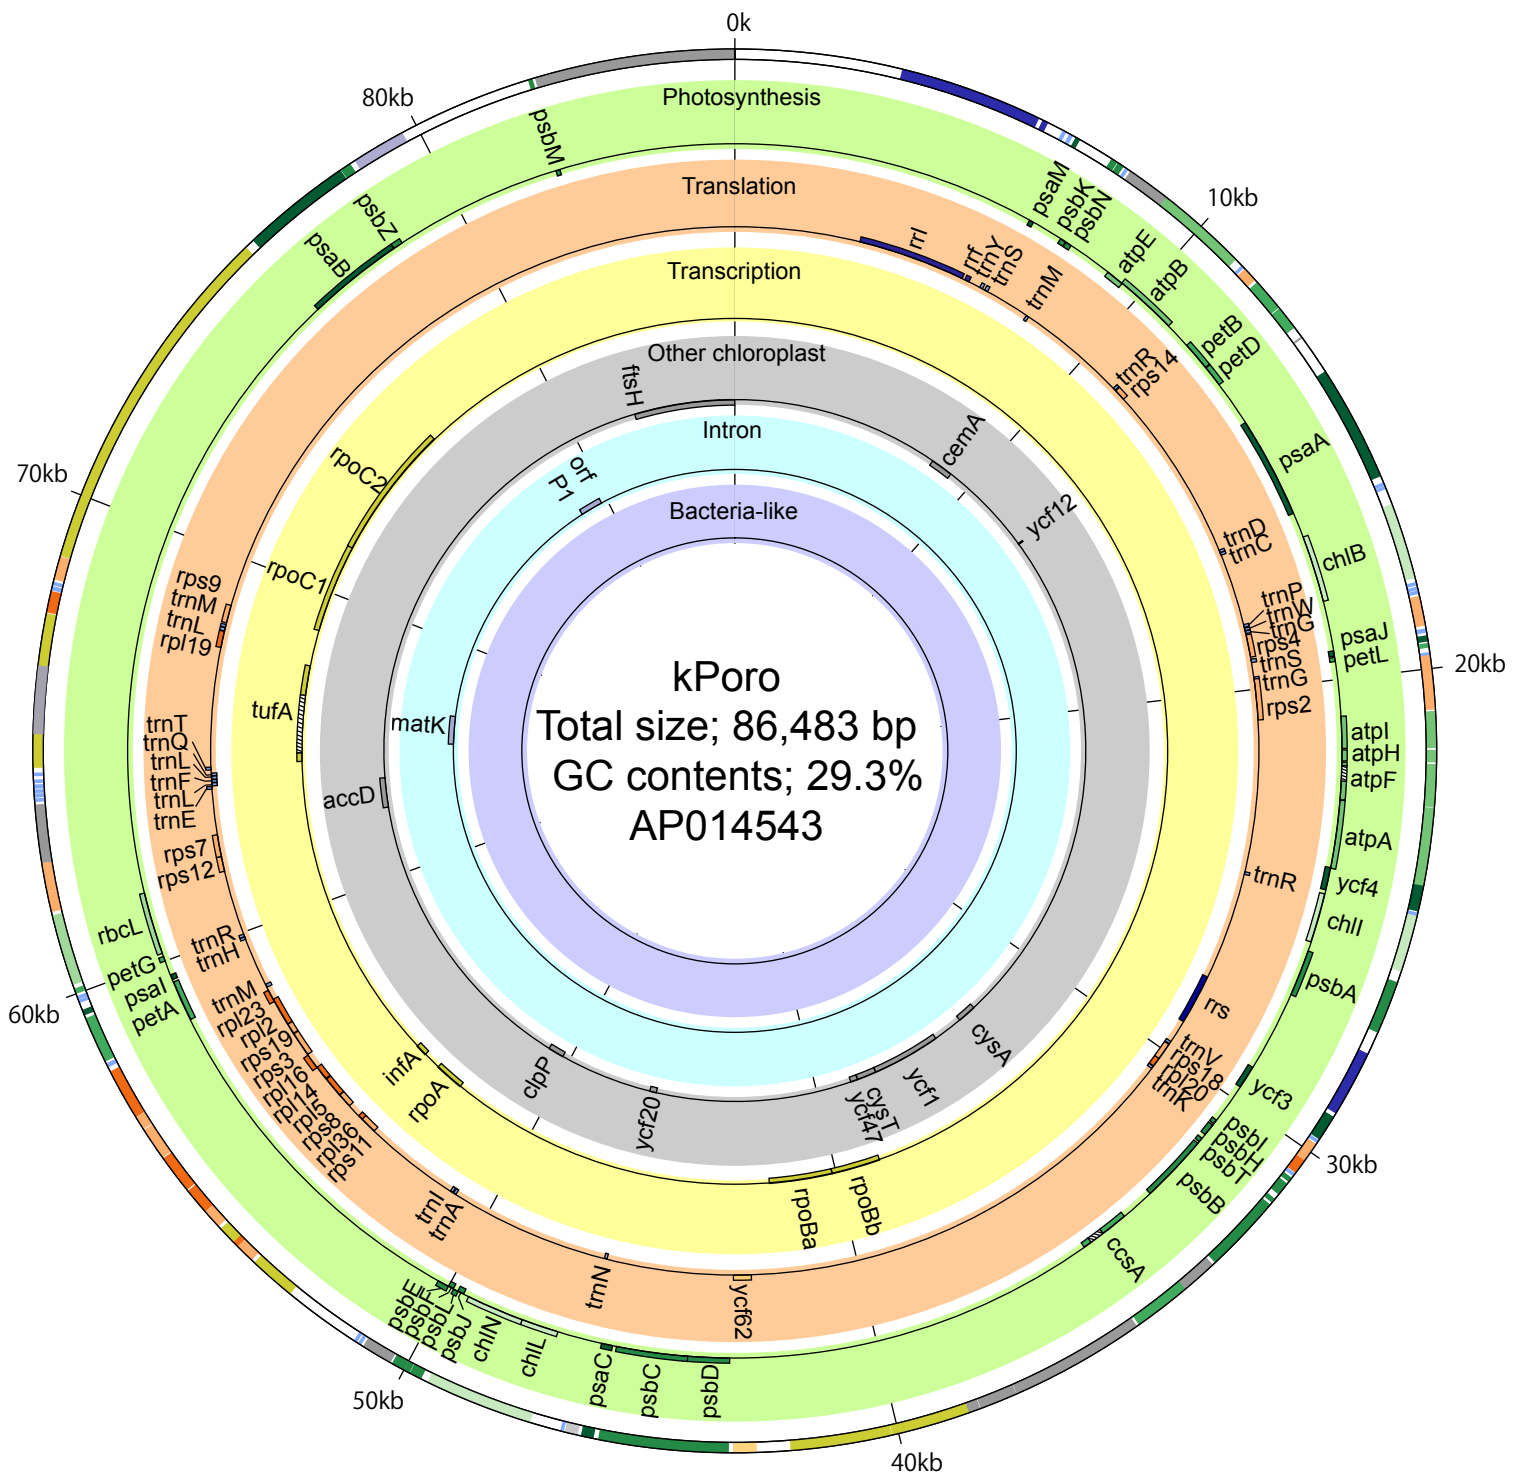 0k
10kb
20kb
30kb
40kb
50kb
60kb
70kb
80kb
Photosynthesis
psaM
psbK
psbN
atpE
atpB
petB
petD
psaA
chlB
psaJ
petL
atpI
atpH
atpF
atpA
ycf4
chlI
psbA
ycf3
psbI
psbH
psbT
psbB
ccsA
psbD
psbC
psaC
chlL
chlN
psbJ
psbL
psbF
psbE
petA
psaI
petG
rbcL
psaB
psbZ
psbM
Translation
rrl
rrf
trnY
trnS
trnM
trnR
rps14
trnD
trnC
trnP
trnW
trnG
rps4
trnS
trnG
rps2
trnR
rrs
trnV
rps18
rpl20
trnK
ycf62
trnN
trnA
trnI
rps11
rpl36
rps8
rpl5
rpl14
rpl16
rps3
rps19
rpl2
rpl23
trnM
trnH
trnR
rps12
rps7
trnE
trnL
trnF
trnL
trnQ
trnT
rpl19
trnL
trnM
rps9
Transcription
rpoBb
rpoBa
rpoA
infA
tufA
rpoC1
rpoC2
Other chloroplast
cemA
ycf12
cysA
ycf1
cysT
ycf47
ycf20
clpP
accD
ftsH
Intron
matK
orf
P1
Bacteria-like
kPoro
Total size; 86,483 bp
GC contents; 29.3%
AP014543